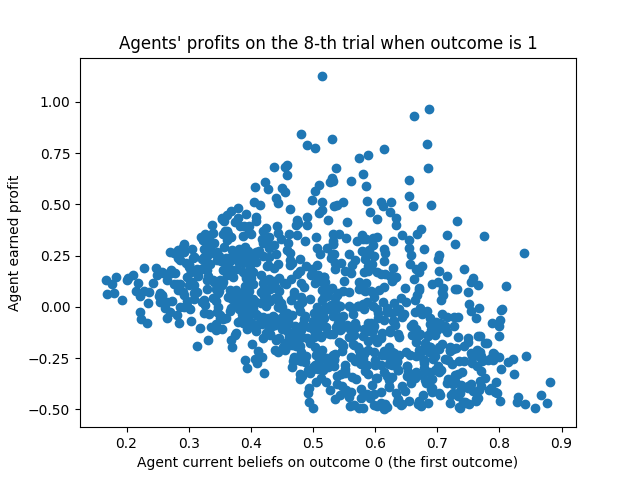 Agents' profits on the 8-th trial when outcome is 1
Agent earned profit
1.00
0.75
0.50
0.25
0.00
−0.25
−0.50
0.2 0.3 0.4 0.5 0.6 0.7 0.8 0.9
Agent current beliefs on outcome 0 (the first outcome)